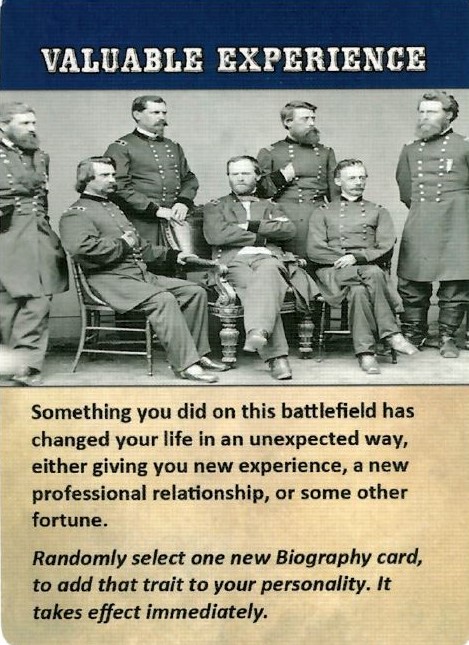 VALUABLE EXPERIENCE
Something you did on this battlefield has
changed your life in an unexpected way,
either giving you new experience, a new
professional relationship, or some other
fortune.
Randomly select one new Biography card,
to add that trait to your personality. It
takes effect immediately.